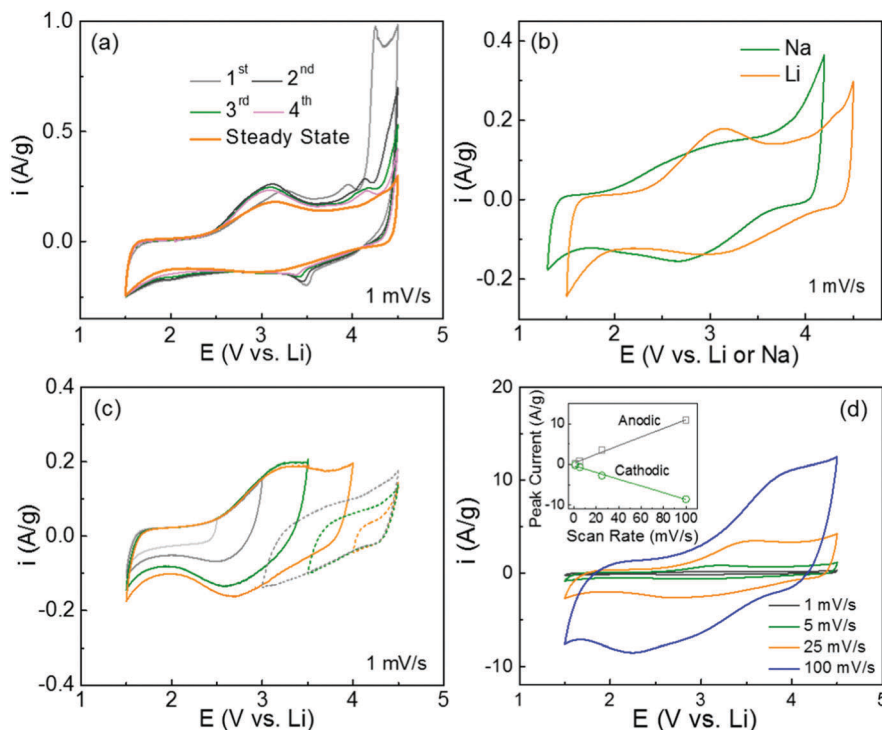 (a)
1.0
0.5
0.0
i (A/g)
1st 2nd
3rd 4th
Steady State
1 mV/s
1 2 3 4 5
E (V vs. Li)
(b)
0.4
0.2
0.0
-0.2
i (A/g)
Na
Li
1 mV/s
1 2 3 4 5
E (V vs. Li or Na)
(c)
0.4
0.2
0.0
-0.2
-0.4
i (A/g)
1 mV/s
1 2 3 4 5
E (V vs. Li)
(d)
20
10
0
-10
i (A/g)
10
0
-10
Peak Current (A/g)
Anodic
Cathodic
0 20 40 60 80 100
Scan Rate (mV/s)
1 mV/s
5 mV/s
25 mV/s
100 mV/s
1 2 3 4 5
E (V vs. Li)